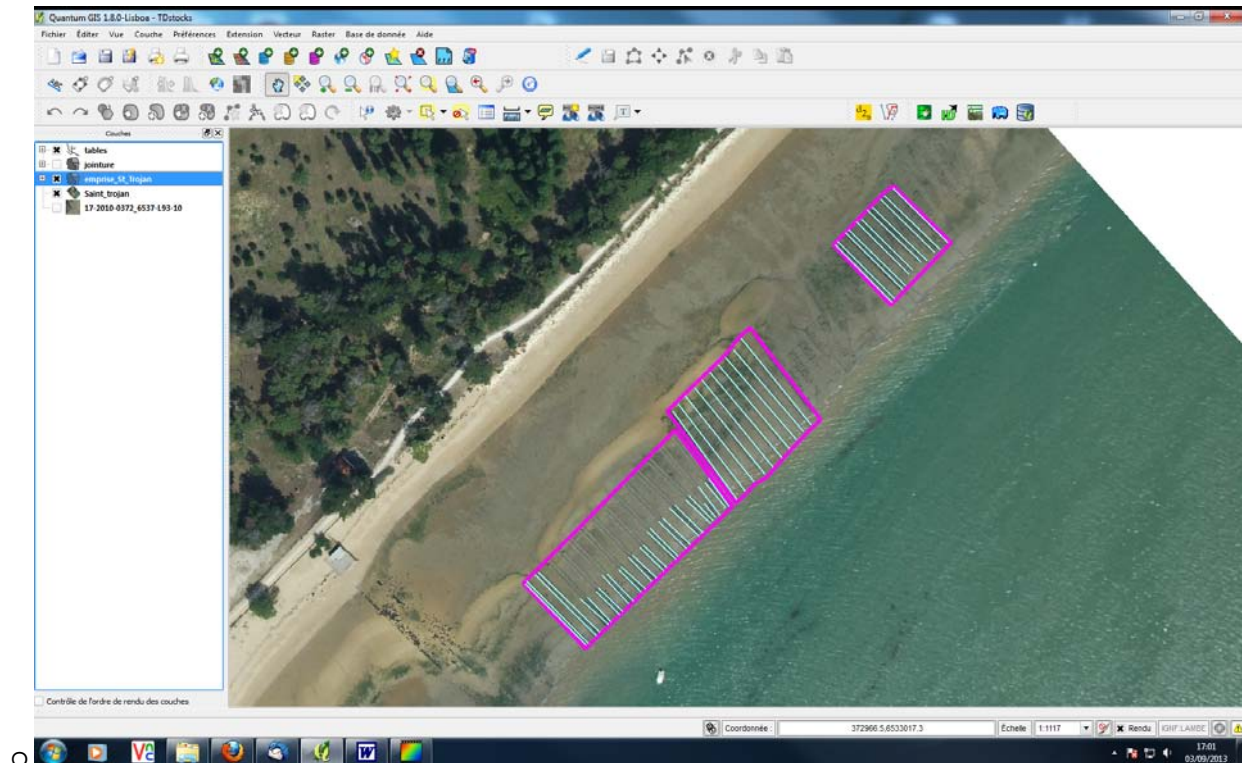 Quantum GIS 1.8.0-Lisboa - TDstocks
Fichier Éditer Vue Couche Préférences Extension Vecteur Raster Base de donnée Aide
Couches
tables
jointure
emprise_St_Trojan
Saint_trojan
17-2010-0372_6537-L93-10
Contrôle de l'ordre de rendu des couches
Coordonnée : 372966.5,6533017.3 Échelle 1:1117 Rendu
W
17:01
03/09/2013